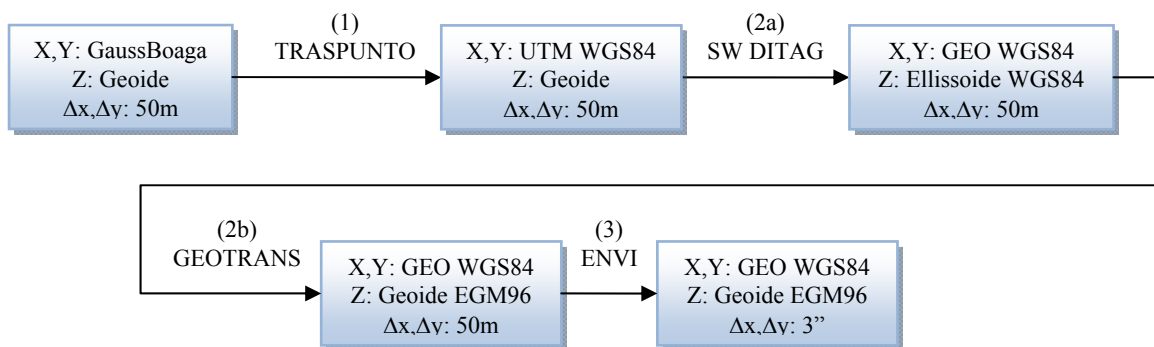 (1)
TRASPUNTO
(2a)
SW DITAG
X,Y: GaussBoaga
Z: Geoide
Δx,Δy: 50m
X,Y: UTM WGS84
Z: Geoide
Δx,Δy: 50m
X,Y: GEO WGS84
Z: Ellissoide WGS84
Δx,Δy: 50m
(2b)
GEOTRANS
(3)
ENVI
X,Y: GEO WGS84
Z: Geoide EGM96
Δx,Δy: 50m
X,Y: GEO WGS84
Z: Geoide EGM96
Δx,Δy: 3”